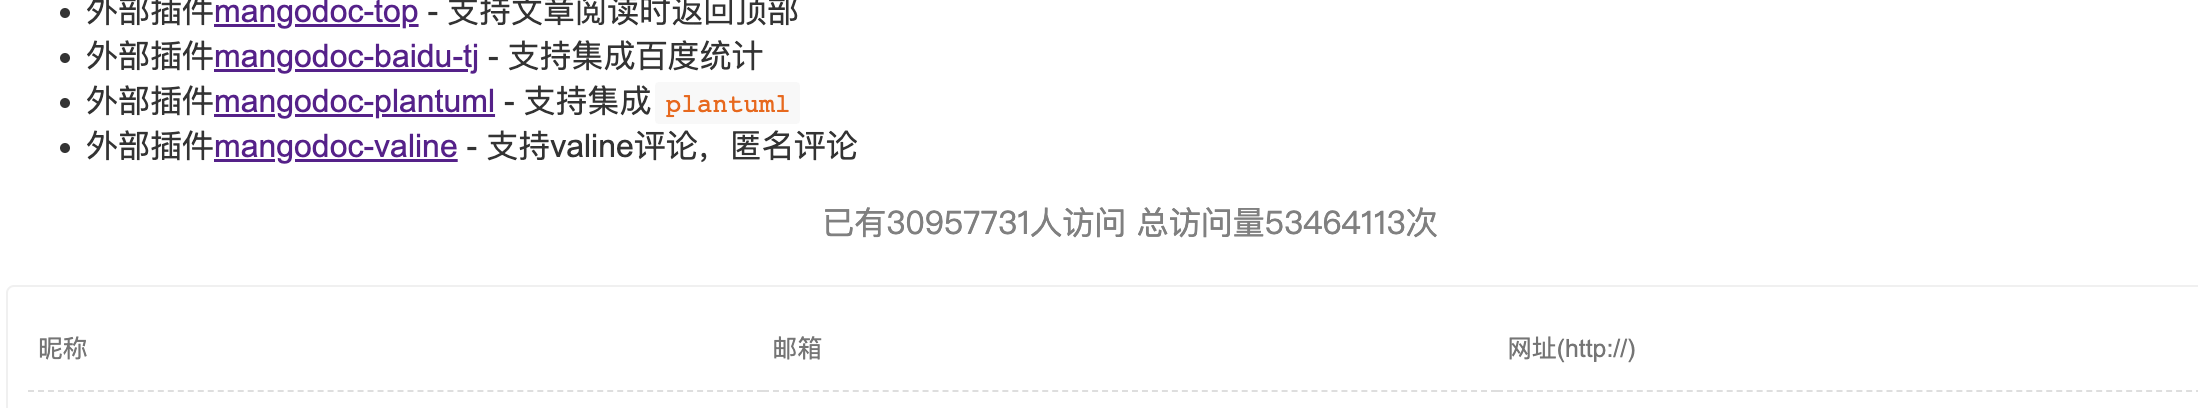 外部插件mangodoc-top - 支持文章阅读时返回顶部
外部插件mangodoc-baidu-tj - 支持集成百度统计
外部插件mangodoc-plantuml - 支持集成 plantuml
外部插件mangodoc-valine - 支持valine评论，匿名评论
已有30957731人访问 总访问量53464113次
昵称 邮箱 网址(http://)